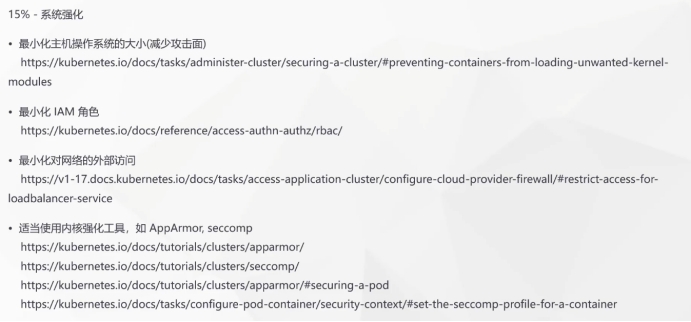 15% - 系统强化
• 最小化主机操作系统的大小(减少攻击面)
https://kubernetes.io/docs/tasks/administer-cluster/securing-a-cluster/#preventing-containers-from-loading-unwanted-kernel-
modules
• 最小化 IAM 角色
https://kubernetes.io/docs/reference/access-authn-authz/rbac/
• 最小化对网络的外部访问
https://v1-17.docs.kubernetes.io/docs/tasks/access-application-cluster/configure-cloud-provider-firewall/#restrict-access-for-
loadbalancer-service
• 适当使用内核强化工具，如 AppArmor, seccomp
https://kubernetes.io/docs/tutorials/clusters/apparmor/
https://kubernetes.io/docs/tutorials/clusters/seccomp/
https://kubernetes.io/docs/tutorials/clusters/apparmor/#securing-a-pod
https://kubernetes.io/docs/tasks/configure-pod-container/security-context/#set-the-seccomp-profile-for-a-container